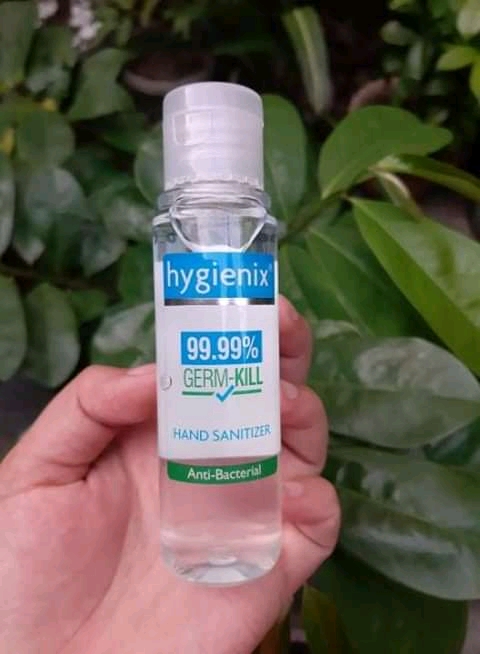 hygienix®
99.99%
GERM-KILL
HAND SANITIZER
Anti-Bacterial